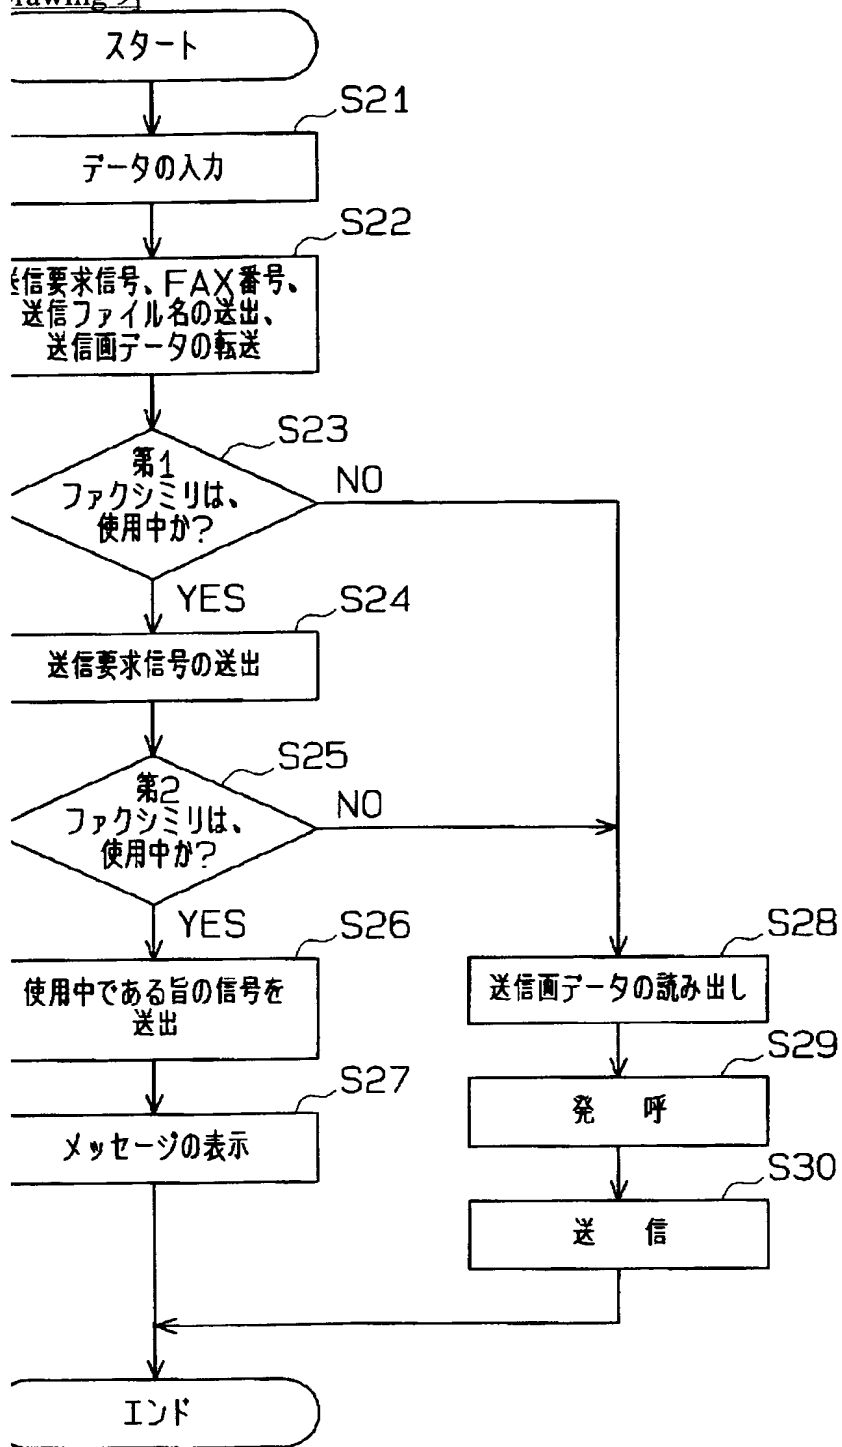 スタート
S21
データの入力
S22
送信要求信号、FAX番号、
送信ファイル名の送出、
送信画データの転送
S23
第1
ファクシミリは、
使用中か?
NO
YES
S24
送信要求信号の送出
S25
第2
ファクシミリは、
使用中か?
NO
YES
S26
使用中である旨の信号を
送出
S27
メッセージの表示
S28
送信画データの読み出し
S29
発 呼
S30
送 信
エンド